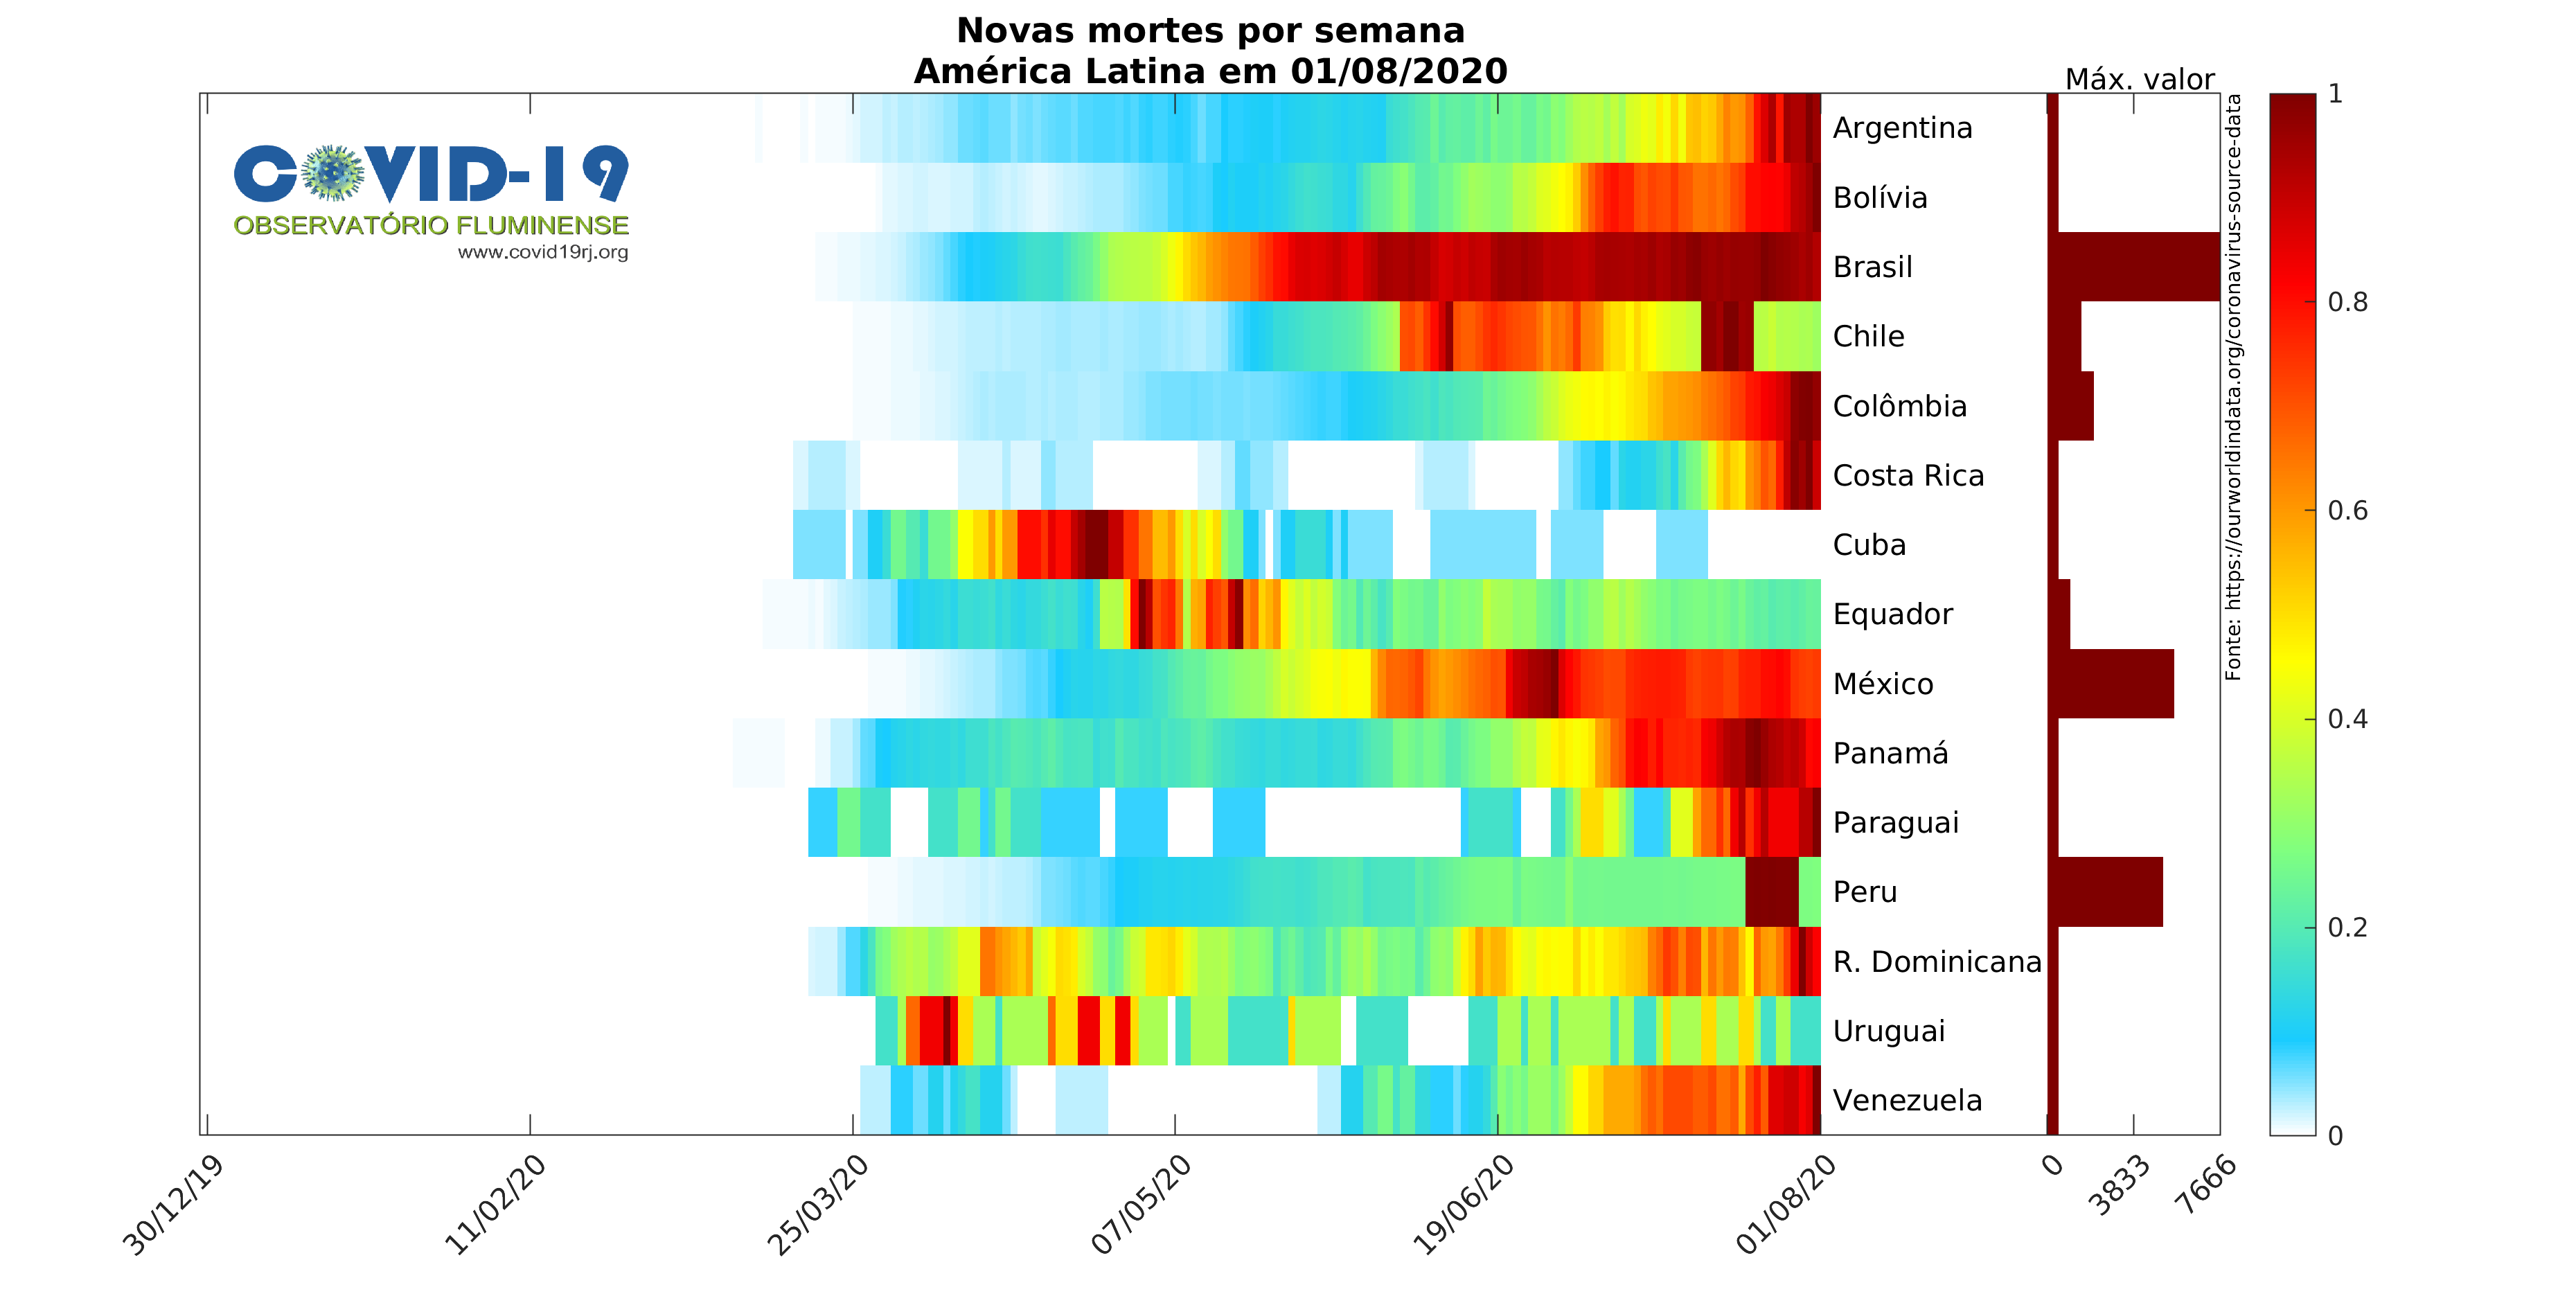 Novas mortes por semana
América Latina em 01/08/2020
Máx. valor
COVID-19
OBSERVATÓRIO FLUMINENSE
www.covid19rj.org
Argentina
Bolívia
Brasil
Chile
Colômbia
Costa Rica
Cuba
Equador
México
Panamá
Paraguai
Peru
R. Dominicana
Uruguai
Venezuela
Fonte: https://ourworldindata.org/coronavirus-source-data
1
0.8
0.6
0.4
0.2
0
30/12/19
11/02/20
25/03/20
07/05/20
19/06/20
01/08/20
0
3833
7666